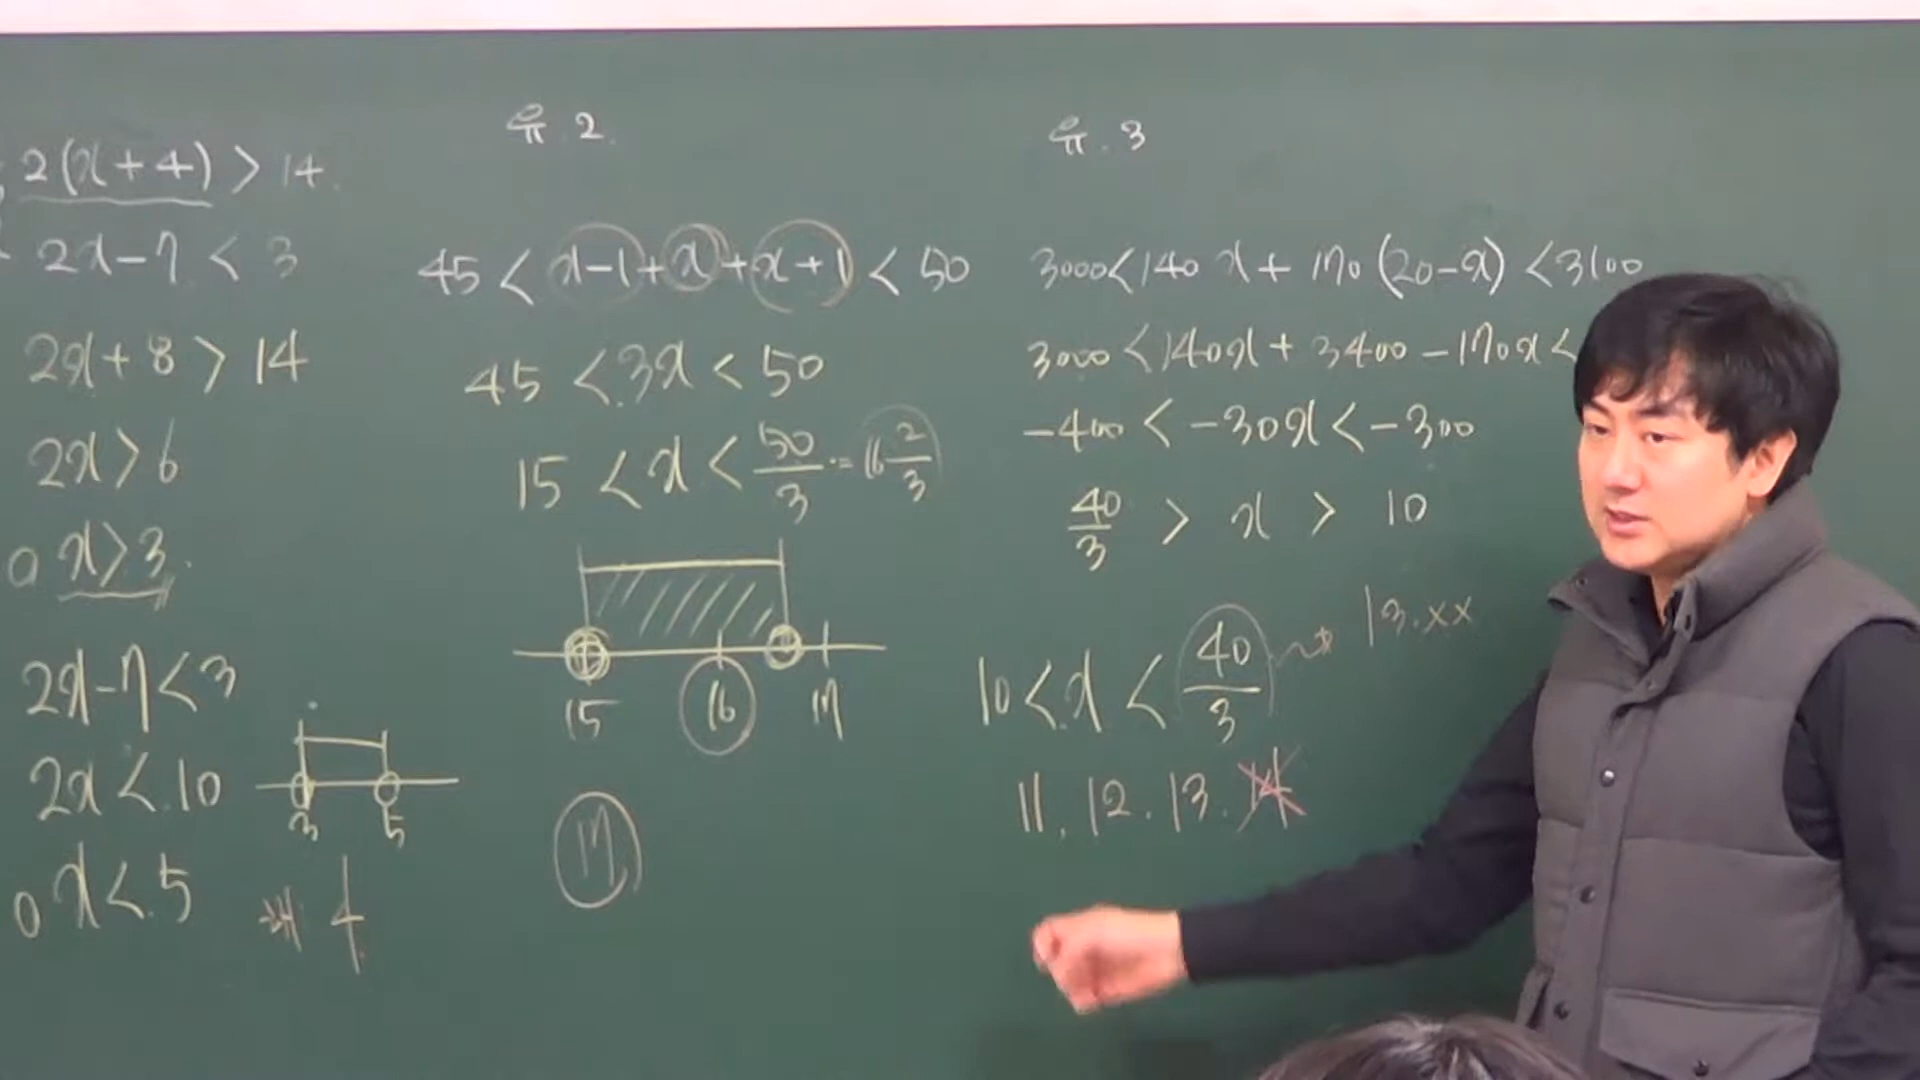 2(x+4) > 14
2x-7 < 3
2x+8 > 14
2x > 6
x > 3
2x-7 < 3
2x < 10
x < 5
3 5
4
유.2
45 < x-1+x+x+1 < 50
45 < 3x < 50
15 < x < 50/3 = 16 2/3
15 16 17
17
유.3
3000 < 140x + 170(20-x) < 3100
3000 < 140x + 3400 - 170x <
-400 < -30x < -300
40/3 > x > 10
10 < x < 40/3 → 13.xx
11, 12. 13. 14